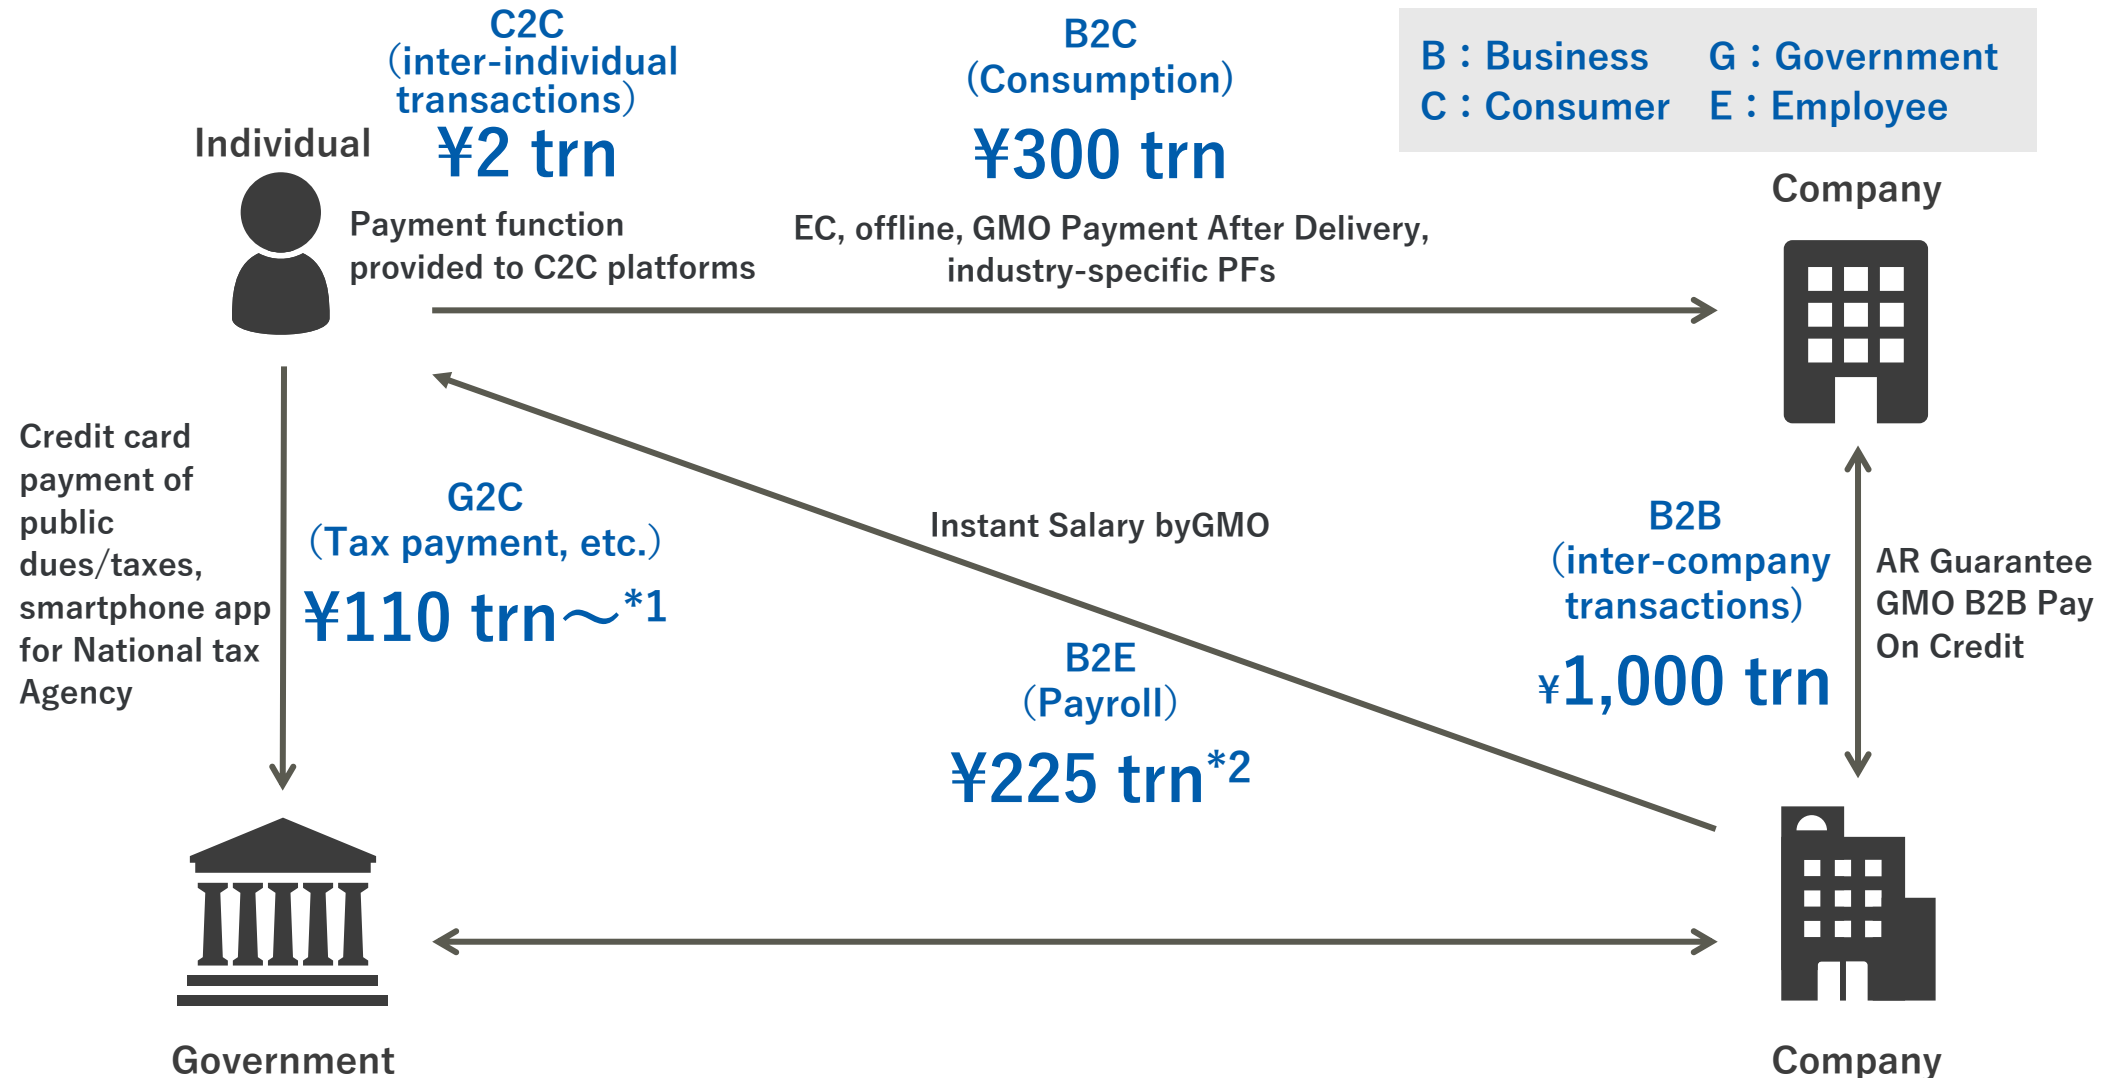 C2C
（inter-individual
transactions）
¥2 trn
Individual
Payment function
provided to C2C platforms
B2C
（Consumption）
¥300 trn
EC, offline, GMO Payment After Delivery,
industry-specific PFs
B：Business G：Government
C：Consumer E：Employee
Company
Credit card
payment of
public
dues/taxes,
smartphone app
for National tax
Agency
G2C
（Tax payment, etc.）
¥110 trn～*1
Instant Salary byGMO
B2E
（Payroll）
¥225 trn*2
B2B
（inter-company
transactions）
¥1,000 trn
AR Guarantee
GMO B2B Pay
On Credit
Government
Company